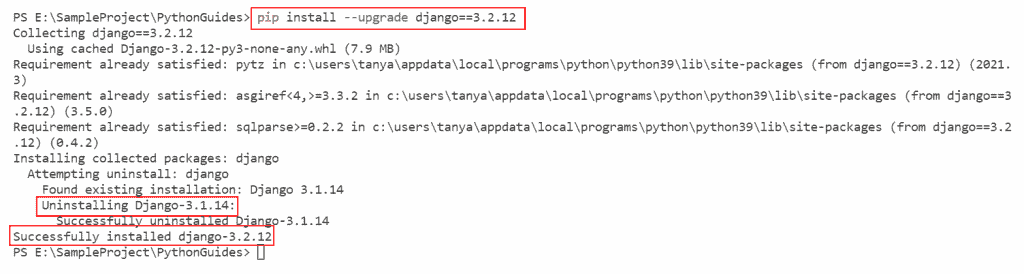 PS E:\SampleProject\PythonGuides> pip install --upgrade django==3.2.12
Collecting django==3.2.12
  Using cached Django-3.2.12-py3-none-any.whl (7.9 MB)
Requirement already satisfied: pytz in c:\users\tanya\appdata\local\programs\python\python39\lib\site-packages (from django==3.2.12) (2021.
3)
Requirement already satisfied: asgiref<4,>=3.3.2 in c:\users\tanya\appdata\local\programs\python\python39\lib\site-packages (from django==3
.2.12) (3.5.0)
Requirement already satisfied: sqlparse>=0.2.2 in c:\users\tanya\appdata\local\programs\python\python39\lib\site-packages (from django==3.2
.12) (0.4.2)
Installing collected packages: django
  Attempting uninstall: django
    Found existing installation: Django 3.1.14
    Uninstalling Django-3.1.14:
      Successfully uninstalled Django-3.1.14
Successfully installed django-3.2.12
PS E:\SampleProject\PythonGuides>